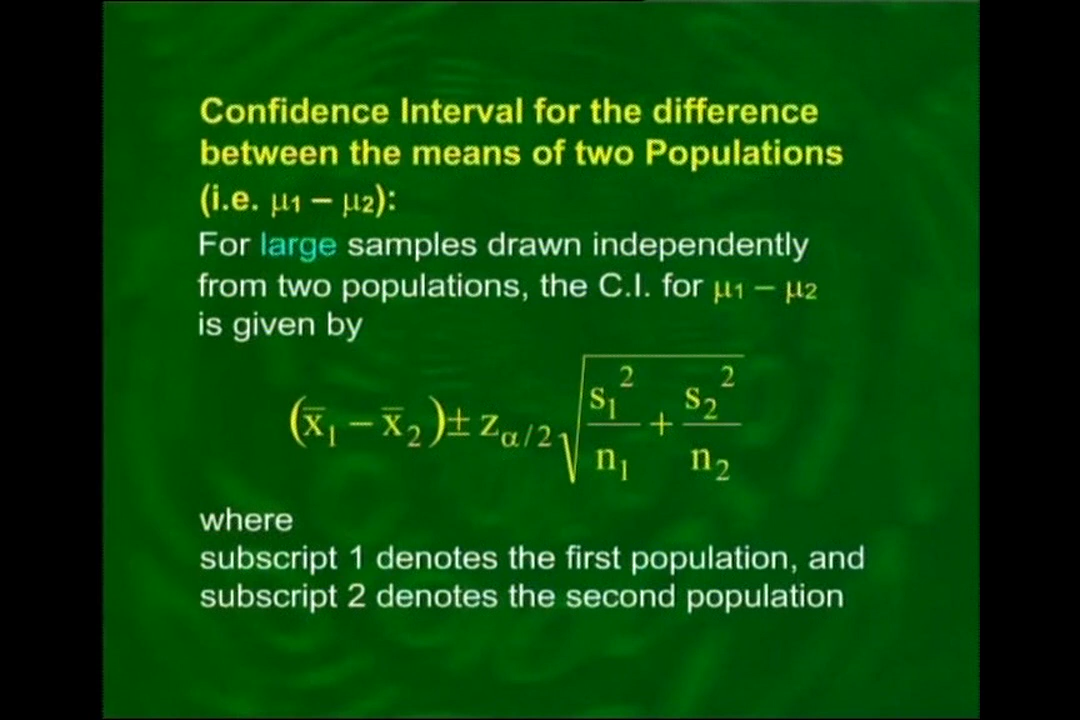 Confidence Interval for the difference
between the means of two Populations
(i.e. μ1 – μ2):
For large samples drawn independently
from two populations, the C.I. for μ1 – μ2
is given by
(x̄₁ – x̄₂) ± z_α/2 √(s₁²/n₁ + s₂²/n₂)
where
subscript 1 denotes the first population, and
subscript 2 denotes the second population